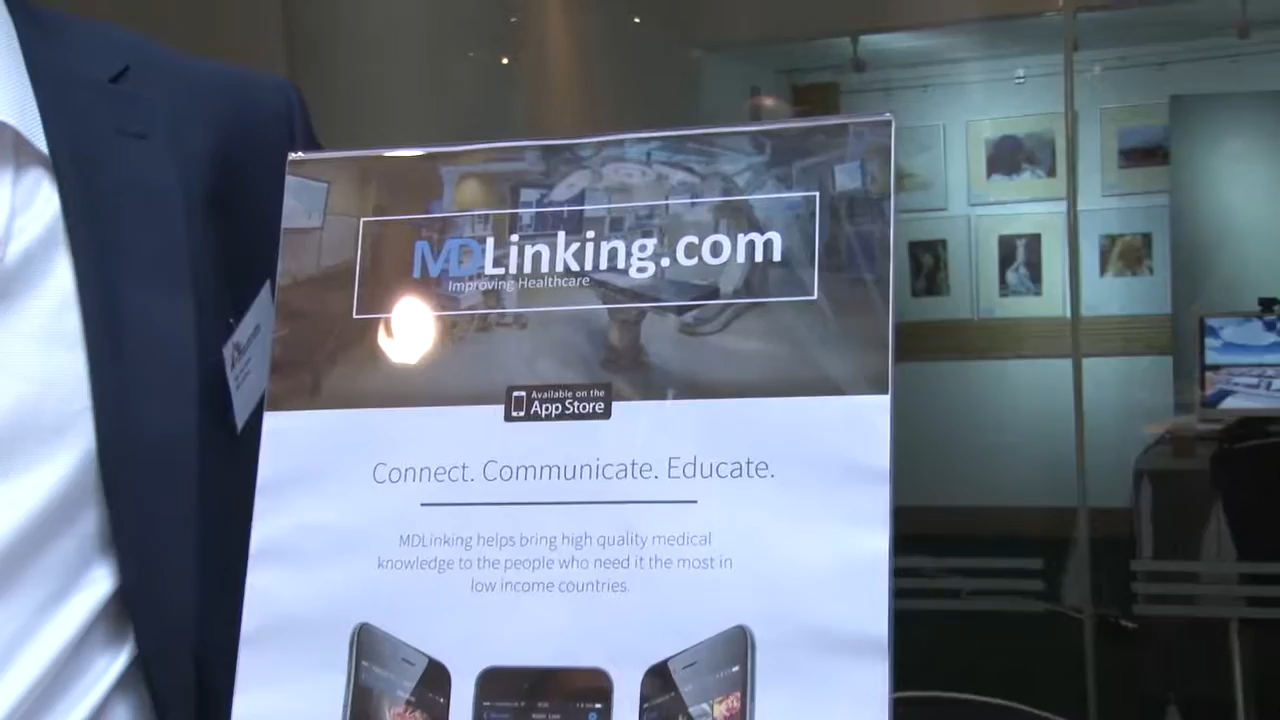 MDLinking.com
Improving Healthcare
Available on the
App Store
Connect. Communicate. Educate.
MDLinking helps bring high quality medical
knowledge to the people who need it the most in
low income countries.